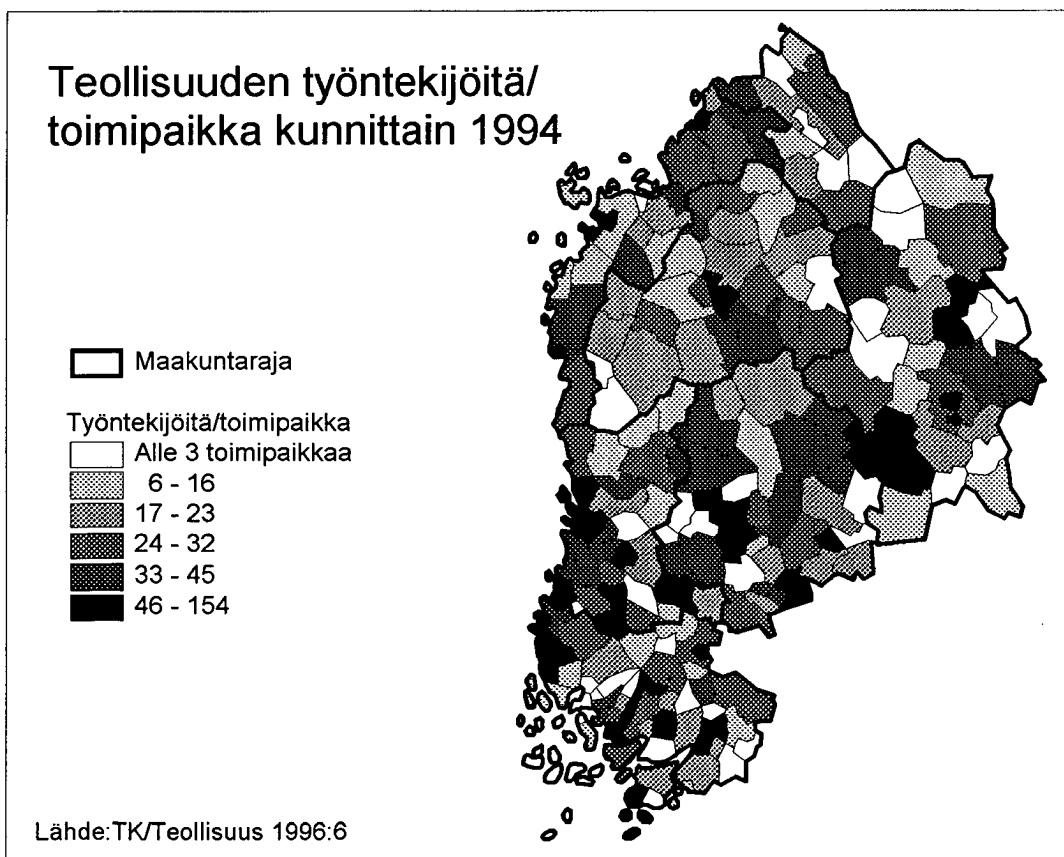 Teollisuuden työntekijöitä/
toimipaikka kunnittain 1994
Maakuntaraja
Työntekijöitä/toimipaikka
Alle 3 toimipaikkaa
6 - 16
17 - 23
24 - 32
33 - 45
46 - 154
Lähde:TK/Teollisuus 1996:6